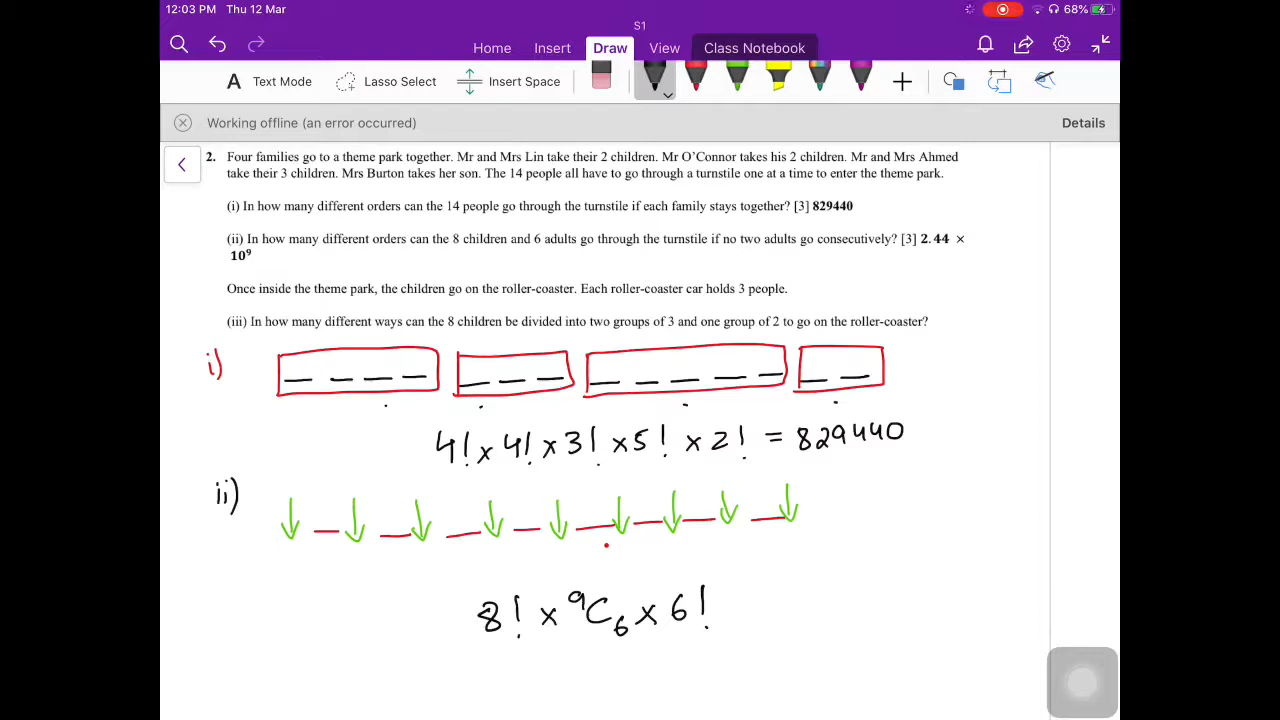 12:03 PM Thu 12 Mar 68%
S1
Home Insert Draw View Class Notebook
A Text Mode Lasso Select Insert Space
Working offline (an error occurred) Details
2. Four families go to a theme park together. Mr and Mrs Lin take their 2 children. Mr O'Connor takes his 2 children. Mr and Mrs Ahmed
take their 3 children. Mrs Burton takes her son. The 14 people all have to go through a turnstile one at a time to enter the theme park.
(i) In how many different orders can the 14 people go through the turnstile if each family stays together? [3] 829440
(ii) In how many different orders can the 8 children and 6 adults go through the turnstile if no two adults go consecutively? [3] 2.44 ×
10⁹
Once inside the theme park, the children go on the roller-coaster. Each roller-coaster car holds 3 people.
(iii) In how many different ways can the 8 children be divided into two groups of 3 and one group of 2 to go on the roller-coaster?
i)
4! × 4! × 3! × 5! × 2! = 829440
ii)
8! × ⁹C₆ × 6!